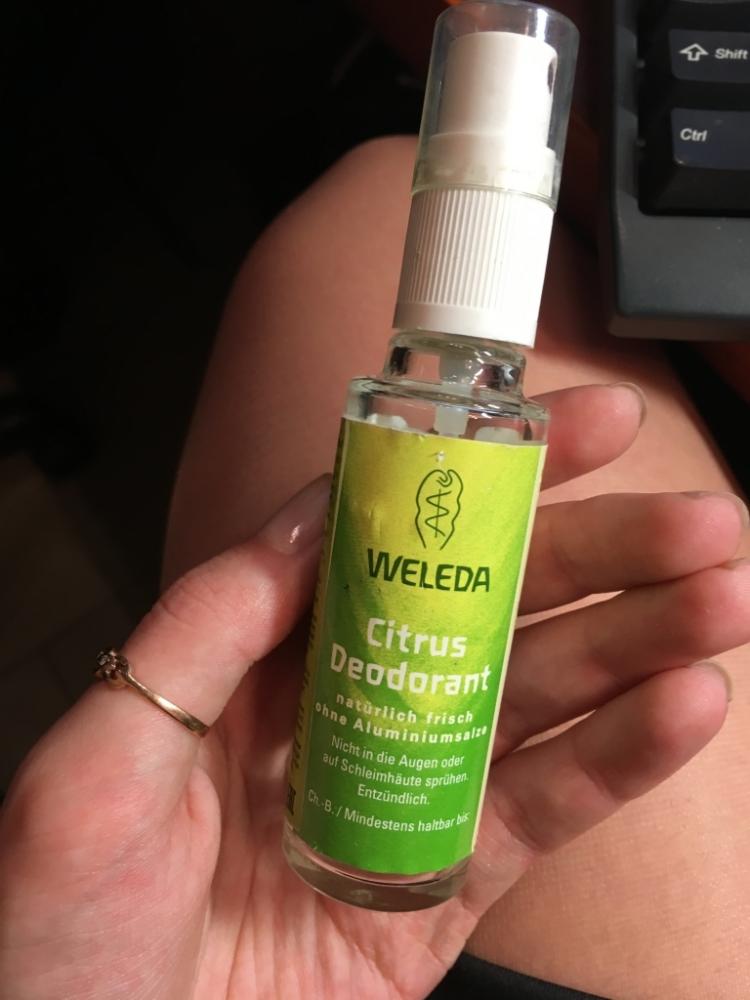 Shift
Ctrl
WELEDA
Citrus
Deodorant
natürlich frisch
ohne Aluminiumsalze
Nicht in die Augen oder
auf Schleimhäute sprühen.
Entzündlich.
Ch.-B. / Mindestens haltbar bis: